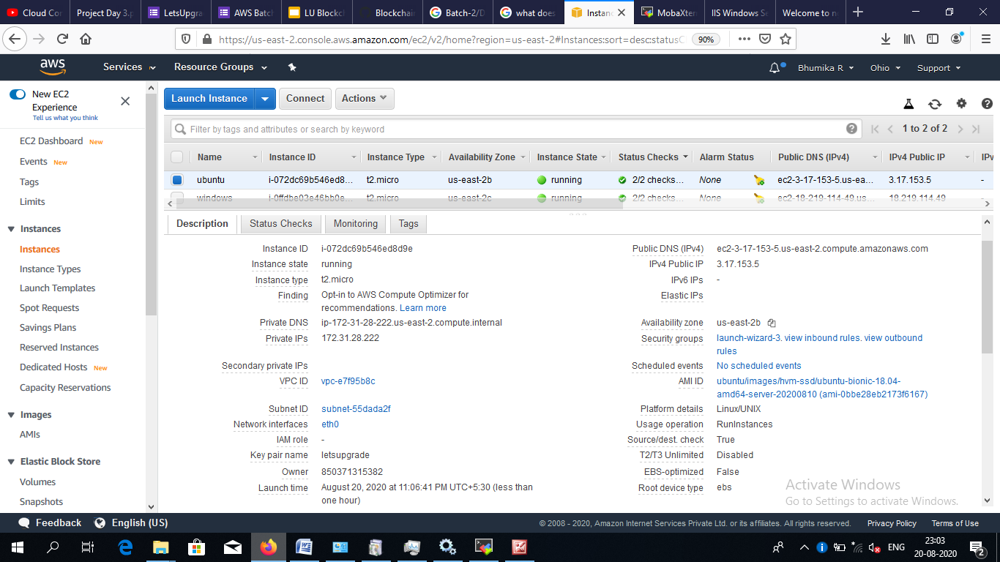 Cloud Cor
Project Day 3.p
LetsUpgra
AWS Batch
LU Blockc
Blockchain
Batch-2/D
what does
Instanc
MobaXten
IIS Windows Se
Welcome to n
https://us-east-2.console.aws.amazon.com/ec2/v2/home?region=us-east-2#Instances:sort=desc:statusC
90%
aws
Services
Resource Groups
Bhumika R
Ohio
Support
New EC2
Experience
Tell us what you think
EC2 Dashboard New
Events New
Tags
Limits
Instances
Instances
Instance Types
Launch Templates
Spot Requests
Savings Plans
Reserved Instances
Dedicated Hosts New
Capacity Reservations
Images
AMIs
Elastic Block Store
Volumes
Snapshots
Launch Instance
Connect
Actions
Filter by tags and attributes or search by keyword
1 to 2 of 2
Name Instance ID Instance Type Availability Zone Instance State Status Checks Alarm Status Public DNS (IPv4) IPv4 Public IP IPv
ubuntu i-072dc69b546ed8... t2.micro us-east-2b running 2/2 checks... None ec2-3-17-153-5.us-ea... 3.17.153.5 -
windows i-0ffdbe03e46bb0e... t2.micro us-east-2c running 2/2 checks... None ec2-18-219-114-49.us... 18.219.114.49 -
Description
Status Checks
Monitoring
Tags
Instance ID i-072dc69b546ed8d9e
Instance state running
Instance type t2.micro
Finding Opt-in to AWS Compute Optimizer for
recommendations. Learn more
Private DNS ip-172-31-28-222.us-east-2.compute.internal
Private IPs 172.31.28.222
Secondary private IPs
VPC ID vpc-e7f95b8c
Subnet ID subnet-55dada2f
Network interfaces eth0
IAM role -
Key pair name letsupgrade
Owner 850371315382
Launch time August 20, 2020 at 11:06:41 PM UTC+5:30 (less than
one hour)
Public DNS (IPv4) ec2-3-17-153-5.us-east-2.compute.amazonaws.com
IPv4 Public IP 3.17.153.5
IPv6 IPs -
Elastic IPs
Availability zone us-east-2b
Security groups launch-wizard-3. view inbound rules. view outbound
rules
Scheduled events No scheduled events
AMI ID ubuntu/images/hvm-ssd/ubuntu-bionic-18.04-
amd64-server-20200810 (ami-0bbe28eb2173f6167)
Platform details Linux/UNIX
Usage operation RunInstances
Source/dest. check True
T2/T3 Unlimited Disabled
EBS-optimized False
Root device type ebs
Activate Windows
Go to Settings to activate Windows.
Feedback
English (US)
© 2008 - 2020, Amazon Internet Services Private Ltd. or its affiliates. All rights reserved.
Privacy Policy
Terms of Use
ENG
23:03
20-08-2020
2